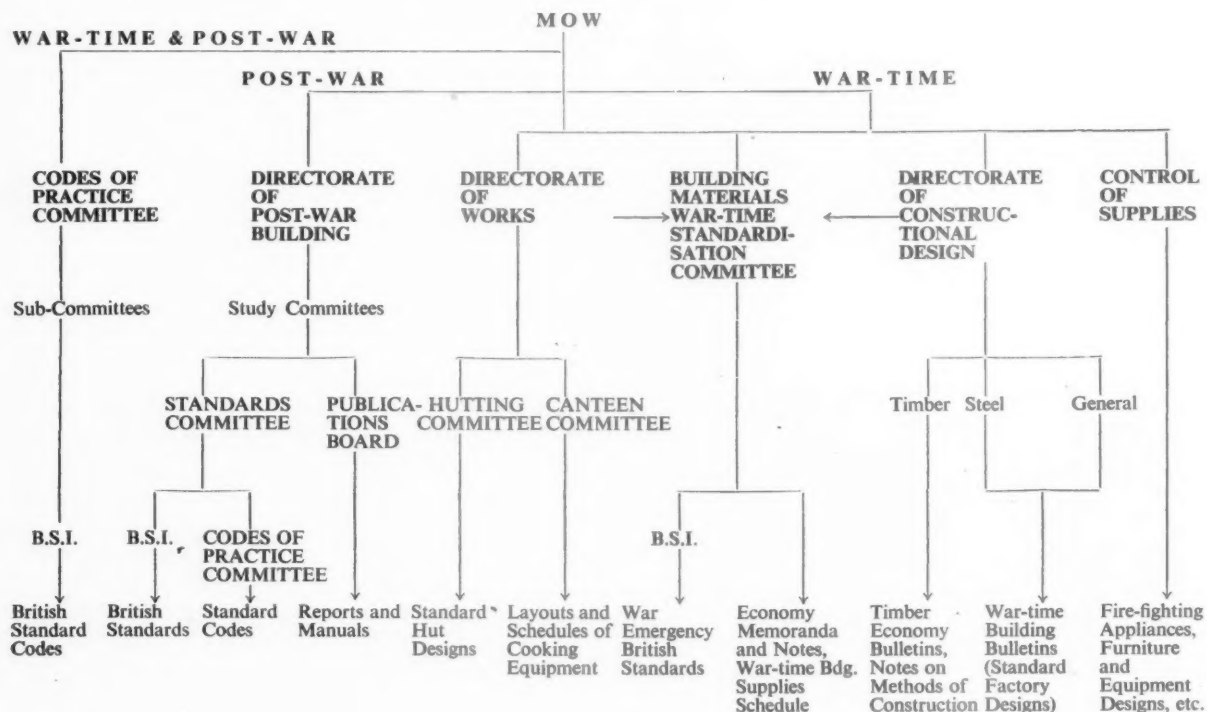 MOW
WAR-TIME & POST-WAR
POST-WAR
WAR-TIME
CODES OF
PRACTICE
COMMITTEE
DIRECTORATE
OF
POST-WAR
BUILDING
DIRECTORATE
OF
WORKS
BUILDING
MATERIALS
WAR-TIME
STANDARDI-
SATION
COMMITTEE
DIRECTORATE
OF
CONSTRUC-
TIONAL
DESIGN
CONTROL
OF
SUPPLIES
Sub-Committees
Study Committees
STANDARDS
COMMITTEE
PUBLICA-
TIONS
BOARD
HUTTING
COMMITTEE
CANTEEN
COMMITTEE
Timber
Steel
General
B.S.I.
B.S.I.
CODES OF
PRACTICE
COMMITTEE
B.S.I.
British
Standard
Codes
British
Standards
Standard
Codes
Reports and
Manuals
Standard
Hut
Designs
Layouts and
Schedules of
Cooking
Equipment
War
Emergency
British
Standards
Economy
Memoranda
and Notes,
War-time Bdg.
Supplies
Schedule
Timber
Economy
Bulletins,
Notes on
Methods of
Construction
War-time
Building
Bulletins
(Standard
Factory
Designs)
Fire-fighting
Appliances,
Furniture
and
Equipment
Designs, etc.